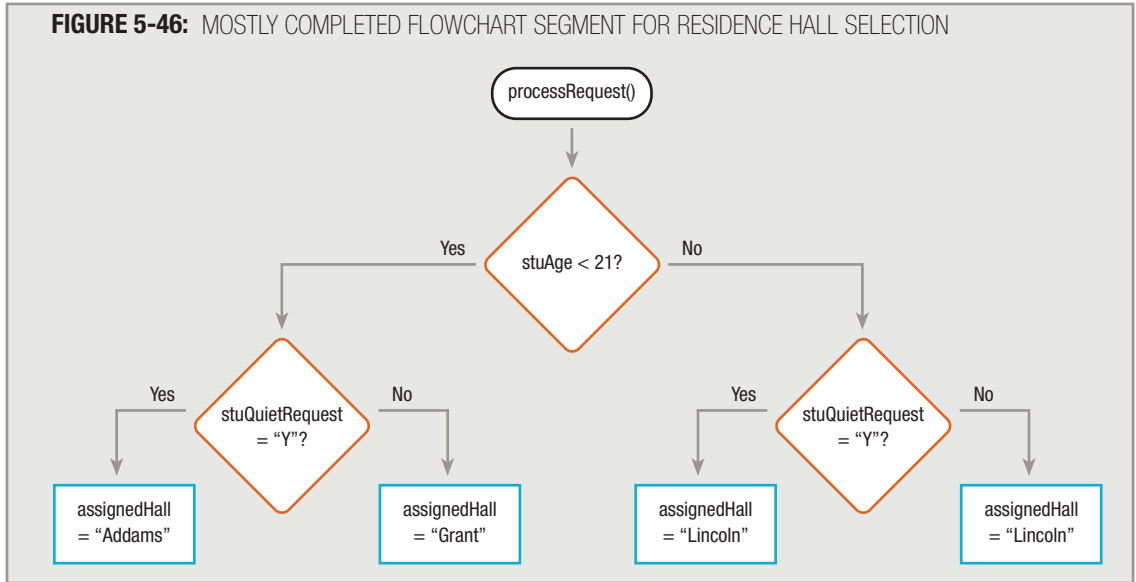 FIGURE 5-46: MOSTLY COMPLETED FLOWCHART SEGMENT FOR RESIDENCE HALL SELECTION
processRequest()
Yes
stuAge < 21?
No
Yes
stuQuietRequest
= “Y”?
No
Yes
stuQuietRequest
= “Y”?
No
assignedHall
= “Addams”
assignedHall
= “Grant”
assignedHall
= “Lincoln”
assignedHall
= “Lincoln”